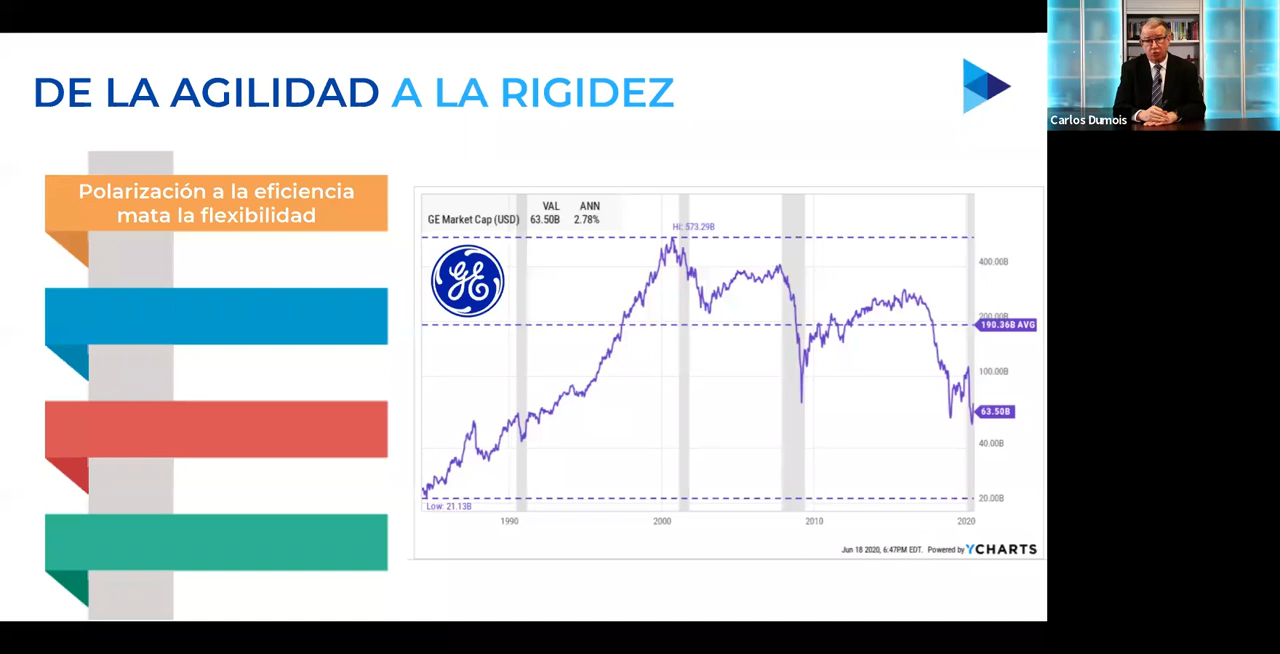 DE LA AGILIDAD A LA RIGIDEZ
Carlos Dumois
Polarización a la eficiencia
mata la flexibilidad
VAL ANN
GE Market Cap (USD) 63.50B 2.78%
Hi: 573.29B
GE
400.00B
200.00B
190.36B AVG
100.00B
63.50B
40.00B
20.00B
Low: 21.13B
1990 2000 2010 2020
Jun 18 2020, 6:47PM EDT. Powered by YCHARTS